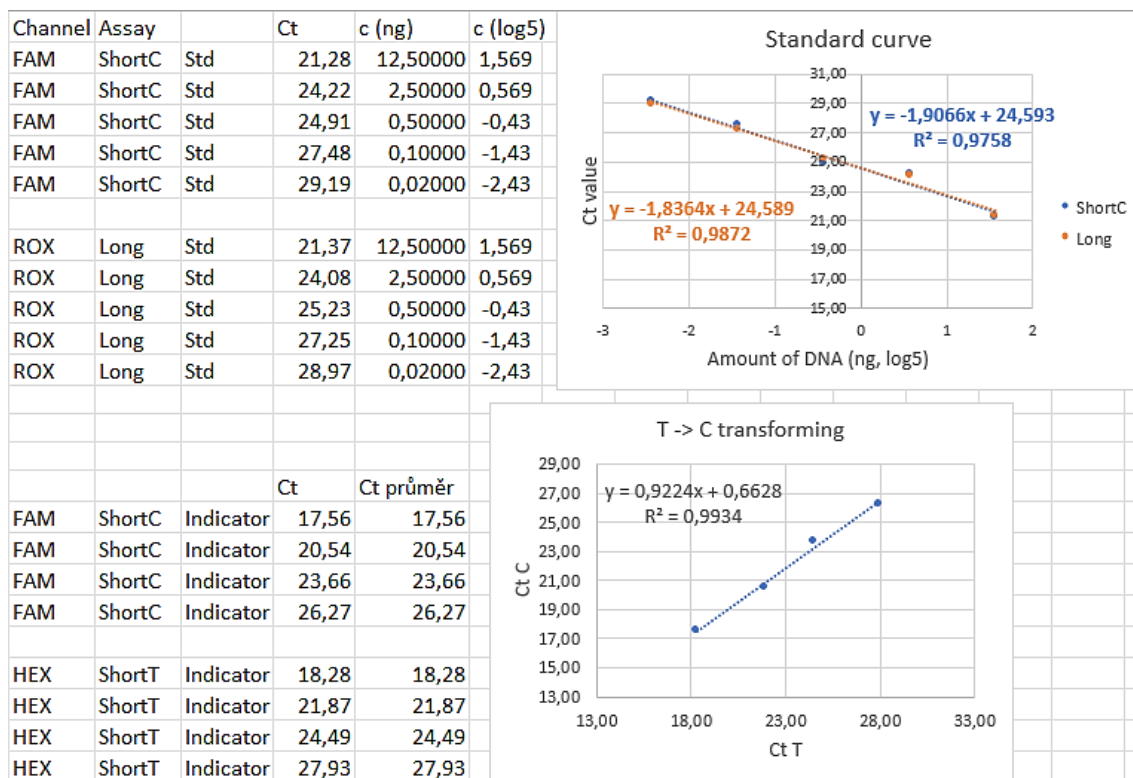 Channel Assay Ct c (ng) c (log5)
FAM ShortC Std 21,28 12,50000 1,569
FAM ShortC Std 24,22 2,50000 0,569
FAM ShortC Std 24,91 0,50000 -0,43
FAM ShortC Std 27,48 0,10000 -1,43
FAM ShortC Std 29,19 0,02000 -2,43
ROX Long Std 21,37 12,50000 1,569
ROX Long Std 24,08 2,50000 0,569
ROX Long Std 25,23 0,50000 -0,43
ROX Long Std 27,25 0,10000 -1,43
ROX Long Std 28,97 0,02000 -2,43
Standard curve
31,00
29,00
27,00
25,00
23,00
21,00
19,00
17,00
15,00
Ct value
y = -1,9066x + 24,593
R² = 0,9758
y = -1,8364x + 24,589
R² = 0,9872
ShortC
Long
-3 -2 -1 0 1 2
Amount of DNA (ng, log5)
Ct Ct průměr
FAM ShortC Indicator 17,56 17,56
FAM ShortC Indicator 20,54 20,54
FAM ShortC Indicator 23,66 23,66
FAM ShortC Indicator 26,27 26,27
HEX ShortT Indicator 18,28 18,28
HEX ShortT Indicator 21,87 21,87
HEX ShortT Indicator 24,49 24,49
HEX ShortT Indicator 27,93 27,93
T -> C transforming
29,00
27,00
25,00
23,00
21,00
19,00
17,00
15,00
13,00
Ct C
y = 0,9224x + 0,6628
R² = 0,9934
13,00 18,00 23,00 28,00 33,00
Ct T